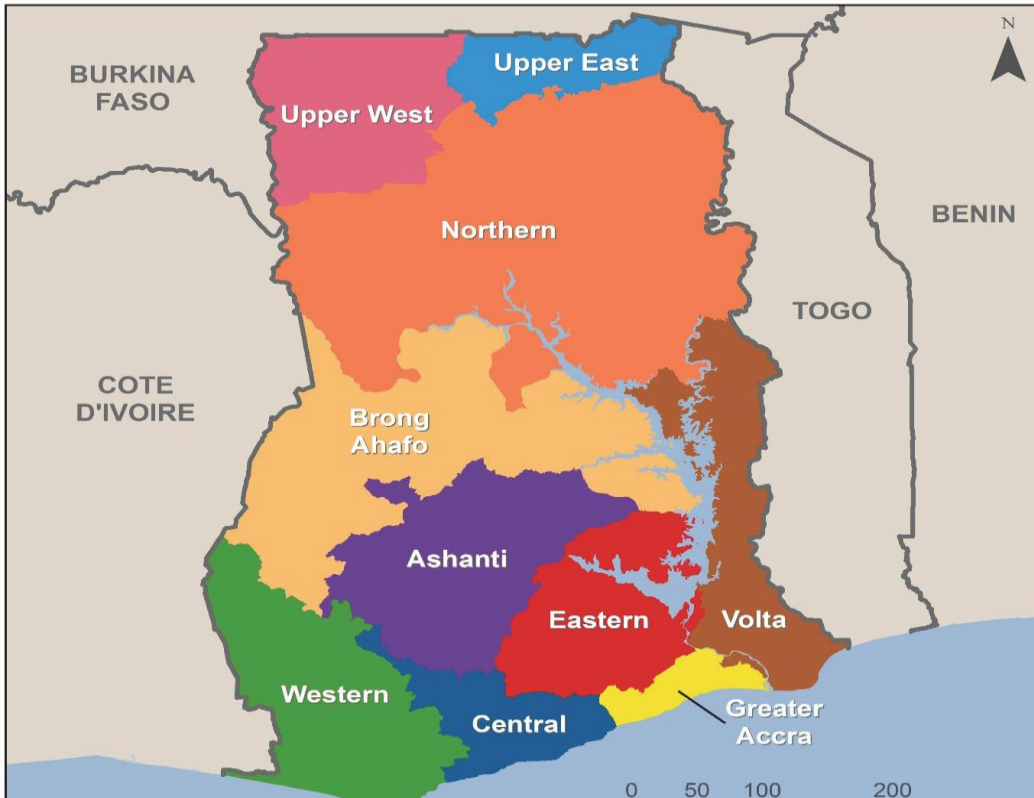 N
BURKINA
FASO
Upper East
Upper West
BENIN
Northern
TOGO
COTE
D'IVOIRE
Brong
Ahafo
Ashanti
Eastern
Volta
Western
Central
Greater
Accra
0 50 100 200